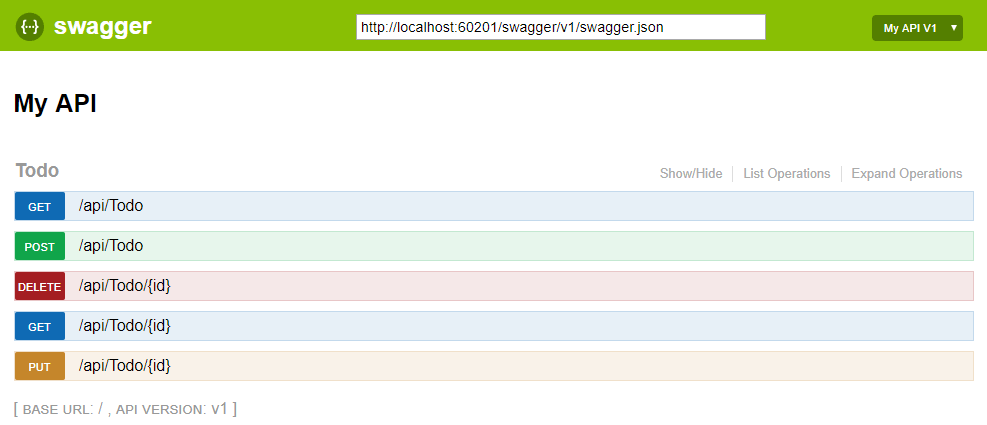 {··} swagger http://localhost:60201/swagger/v1/swagger.json My API V1
My API
Todo Show/Hide List Operations Expand Operations
GET /api/Todo
POST /api/Todo
DELETE /api/Todo/{id}
GET /api/Todo/{id}
PUT /api/Todo/{id}
[ BASE URL: / , API VERSION: v1 ]